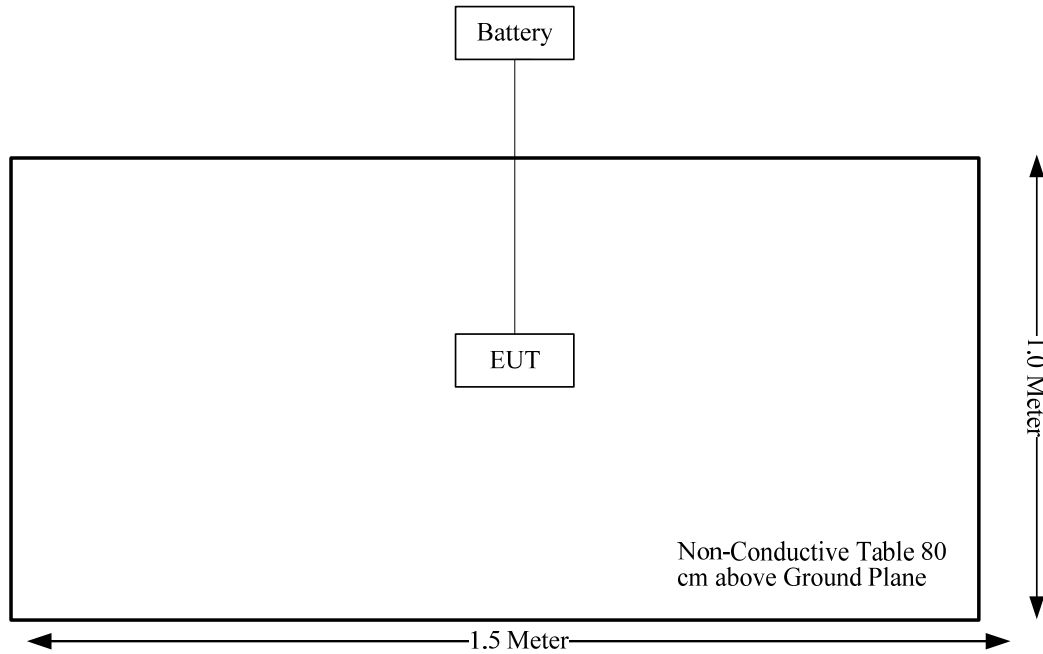 Battery
EUT
1.0 Meter
Non-Conductive Table 80
cm above Ground Plane
1.5 Meter